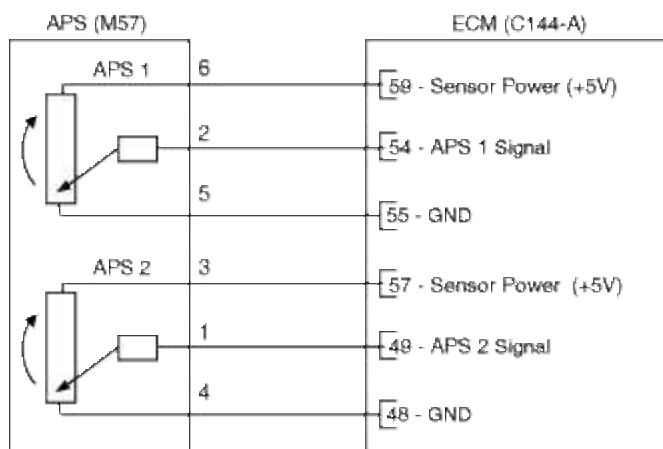 APS (M57) ECM (C144-A)
APS 1 6 59 - Sensor Power (+5V)
2 54 - APS 1 Signal
5 55 - GND
APS 2 3 57 - Sensor Power (+5V)
1 49 - APS 2 Signal
4 48 - GND